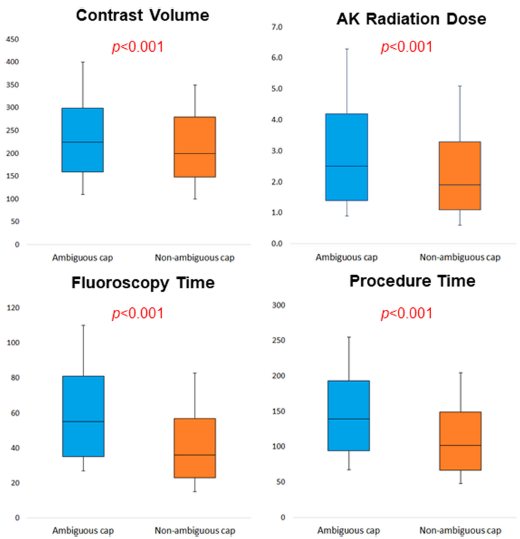 Contrast Volume
p<0.001
450
400
350
300
250
200
150
100
50
0
Ambiguous cap
Non-ambiguous cap
AK Radiation Dose
p<0.001
7.0
6.0
5.0
4.0
3.0
2.0
1.0
0.0
Ambiguous cap
Non-ambiguous cap
Fluoroscopy Time
p<0.001
120
100
80
60
40
20
0
Ambiguous cap
Non-ambiguous cap
Procedure Time
p<0.001
300
250
200
150
100
50
0
Ambiguous cap
Non-ambiguous cap